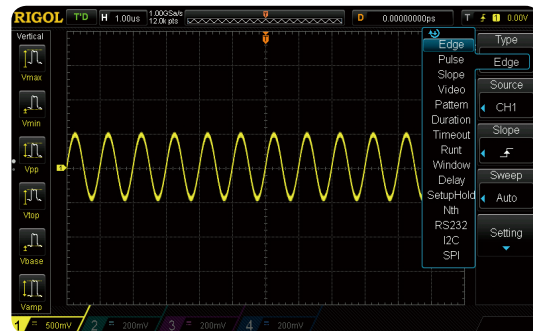 RIGOL T'D H 1.00us 1.00GSa/s 12.0k pts D 0.00000000ps T 1 0.00V
Vertical
Vmax
Vmin
Vpp
Vtop
Vbase
Vamp
1
Edge
Pulse
Slope
Video
Pattern
Duration
Timeout
Runt
Window
Delay
SetupHold
Nth
RS232
I2C
SPI
Type
Edge
Source
CH1
Slope
Sweep
Auto
Setting
1 = 500mV 2 = 200mV 3 = 200mV 4 = 200mV